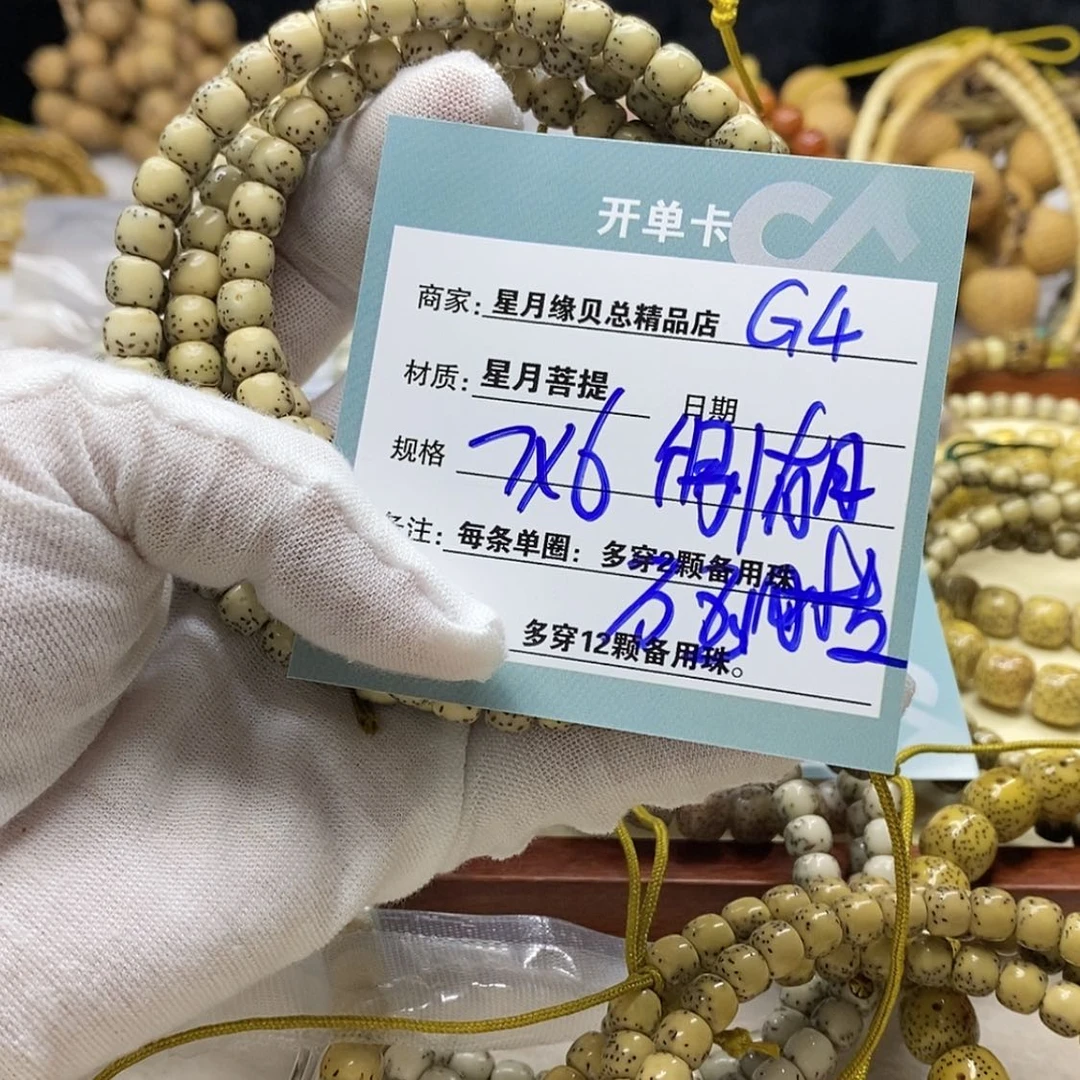 开单卡
商家: 星月缘贝总精品店 G4
材质: 星月菩提 日期
规格 7X6
备注: 每条单圈: 多穿2颗备用珠
多穿12颗备用珠。